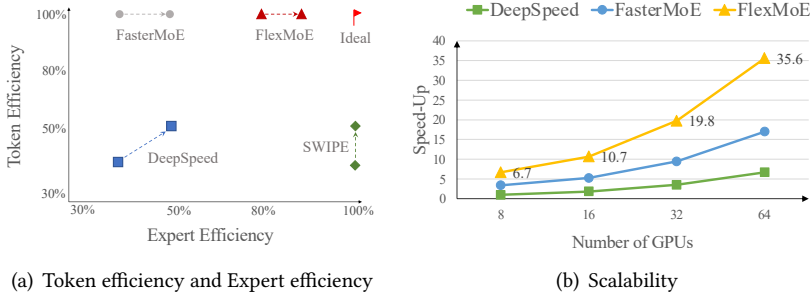 100%
80%
50%
30%
Token Efficiency
FasterMoE
FlexMoE
Ideal
DeepSpeed
SWIPE
30%
50%
80%
100%
Expert Efficiency
(a) Token efficiency and Expert efficiency
DeepSpeed FasterMoE FlexMoE
40
35
30
25
20
15
10
5
0
Speed-Up
6.7
10.7
19.8
35.6
8
16
32
64
Number of GPUs
(b) Scalability